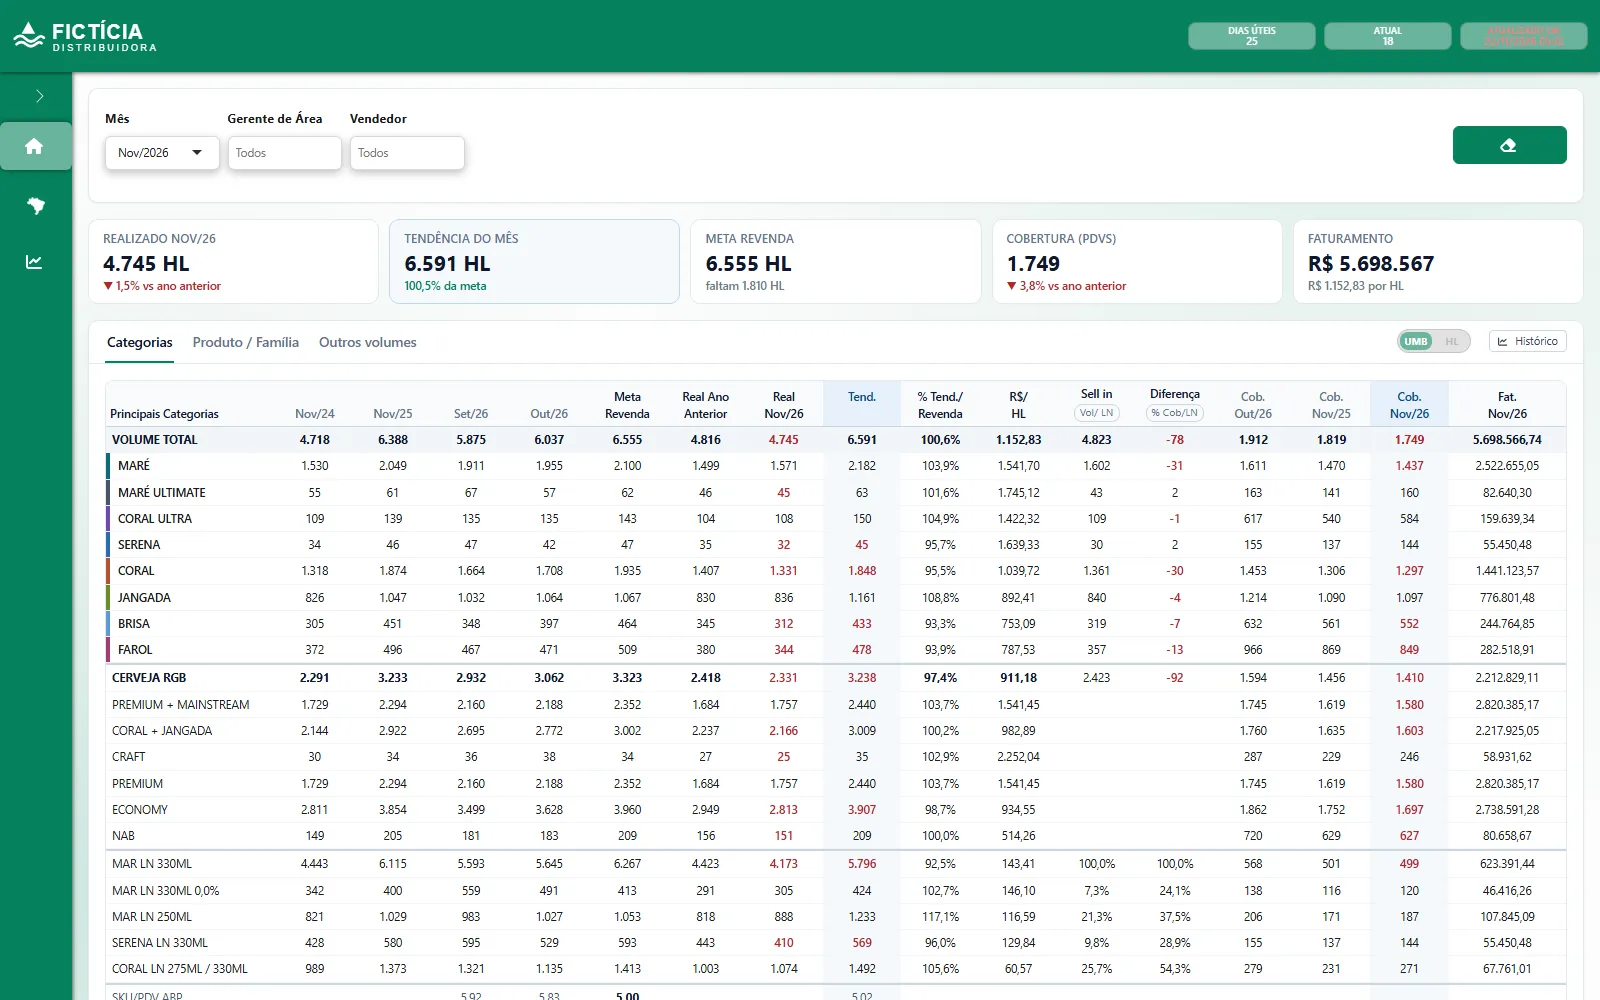 FICTÍCIA
DISTRIBUIDORA
DIAS ÚTEIS
25
ATUAL
18
Mês
Gerente de Área
Vendedor
Nov/2026
Todos
Todos
REALIZADO NOV/26
4.745 HL
▼ 1,5% vs ano anterior
TENDÊNCIA DO MÊS
6.591 HL
100,5% da meta
META REVENDA
6.555 HL
faltam 1.810 HL
COBERTURA (PDVS)
1.749
▼ 3,8% vs ano anterior
FATURAMENTO
R$ 5.698.567
R$ 1.152,83 por HL
Categorias
Produto / Família
Outros volumes
UMB
HL
Histórico
Principais Categorias Nov/24 Nov/25 Set/26 Out/26 Meta Revenda Real Ano Anterior Real Nov/26 Tend. % Tend./ Revenda R$/ HL Sell in Vol/ LN Diferença % Cob/LN Cob. Out/26 Cob. Nov/25 Cob. Nov/26 Fat. Nov/26
VOLUME TOTAL 4.718 6.388 5.875 6.037 6.555 4.816 4.745 6.591 100,6% 1.152,83 4.823 -78 1.912 1.819 1.749 5.698.566,74
MARÉ 1.530 2.049 1.911 1.955 2.100 1.499 1.571 2.182 103,9% 1.541,70 1.602 -31 1.611 1.470 1.437 2.522.655,05
MARÉ ULTIMATE 55 61 67 57 62 46 45 63 101,6% 1.745,12 43 2 163 141 160 82.640,30
CORAL ULTRA 109 139 135 135 143 104 108 150 104,9% 1.422,32 109 -1 617 540 584 159.639,34
SERENA 34 46 47 42 47 35 32 45 95,7% 1.639,33 30 2 155 137 144 55.450,48
CORAL 1.318 1.874 1.664 1.708 1.935 1.407 1.331 1.848 95,5% 1.039,72 1.361 -30 1.453 1.306 1.297 1.441.123,57
JANGADA 826 1.047 1.032 1.064 1.067 830 836 1.161 108,8% 892,41 840 -4 1.214 1.090 1.097 776.801,48
BRISA 305 451 348 397 464 345 312 433 93,3% 753,09 319 -7 632 561 552 244.764,85
FAROL 372 496 467 471 509 380 344 478 93,9% 787,53 357 -13 966 869 849 282.518,91
CERVEJA RGB 2.291 3.233 2.932 3.062 3.323 2.418 2.331 3.238 97,4% 911,18 2.423 -92 1.594 1.456 1.410 2.212.829,11
PREMIUM + MAINSTREAM 1.729 2.294 2.160 2.188 2.352 1.684 1.757 2.440 103,7% 1.541,45 1.745 1.619 1.580 2.820.385,17
CORAL + JANGADA 2.144 2.922 2.695 2.772 3.002 2.237 2.166 3.009 100,2% 982,89 1.760 1.635 1.603 2.217.925,05
CRAFT 30 34 36 38 34 27 25 35 102,9% 2.252,04 287 229 246 58.931,62
PREMIUM 1.729 2.294 2.160 2.188 2.352 1.684 1.757 2.440 103,7% 1.541,45 1.745 1.619 1.580 2.820.385,17
ECONOMY 2.811 3.854 3.499 3.628 3.960 2.949 2.813 3.907 98,7% 934,55 1.862 1.752 1.697 2.738.591,28
NAB 149 205 181 183 209 156 151 209 100,0% 514,26 720 629 627 80.658,67
MAR LN 330ML 4.443 6.115 5.593 5.645 6.267 4.423 4.173 5.796 92,5% 143,41 100,0% 100,0% 568 501 499 623.391,44
MAR LN 330ML 0,0% 342 400 559 491 413 291 305 424 102,7% 146,10 7,3% 24,1% 138 116 120 46.416,26
MAR LN 250ML 821 1.029 983 1.027 1.053 818 888 1.233 117,1% 116,59 21,3% 37,5% 206 171 187 107.845,09
SERENA LN 330ML 428 580 595 529 593 443 410 569 96,0% 129,84 9,8% 28,9% 155 137 144 55.450,48
CORAL LN 275ML / 330ML 989 1.373 1.321 1.135 1.413 1.003 1.074 1.492 105,6% 60,57 25,7% 54,3% 279 231 271 67.761,01
SKU/PDV ABP 5,92 5,83 5,00 5,02